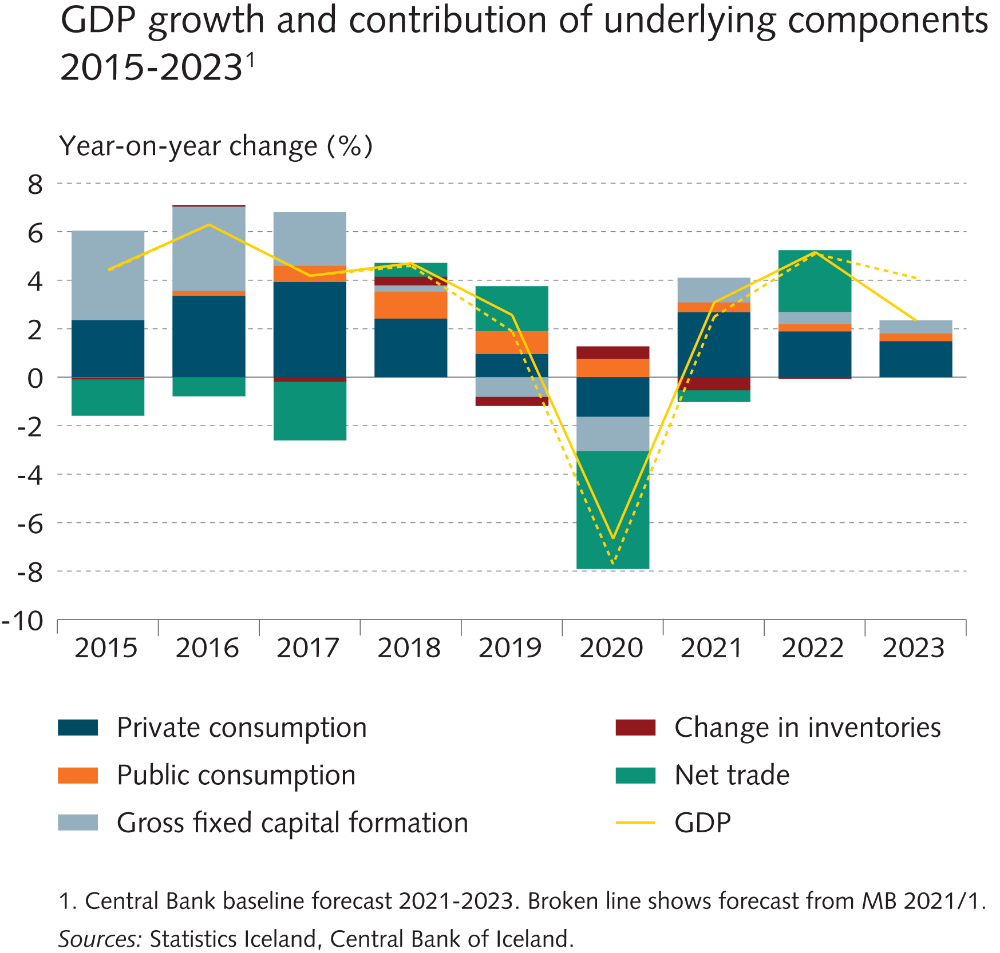 GDP growth and contribution of underlying components
2015-2023¹
Year-on-year change (%)
8
6
4
2
0
-2
-4
-6
-8
-10
2015 2016 2017 2018 2019 2020 2021 2022 2023
Private consumption
Public consumption
Gross fixed capital formation
Change in inventories
Net trade
GDP
1. Central Bank baseline forecast 2021-2023. Broken line shows forecast from MB 2021/1.
Sources: Statistics Iceland, Central Bank of Iceland.